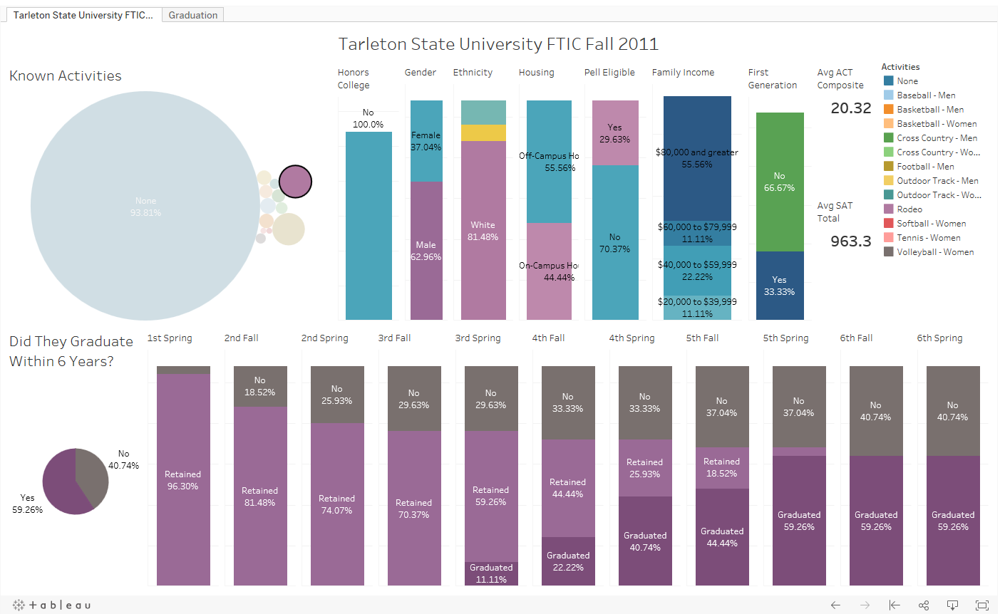 Tarleton State University FTIC...
Graduation
Tarleton State University FTIC Fall 2011
Known Activities
None
93.81%
Honors
College
No
100.0%
Gender
Female
37.04%
Male
62.96%
Ethnicity
White
81.48%
Housing
Off-Campus Ho
55.56%
On-Campus Hou
44.44%
Pell Eligible
Yes
29.63%
No
70.37%
Family Income
$80,000 and greater
55.56%
$60,000 to $79,999
11.11%
$40,000 to $59,999
22.22%
$20,000 to $39,999
11.11%
First
Generation
No
66.67%
Yes
33.33%
Avg ACT
Composite
20.32
Avg SAT
Total
963.3
Activities
None
Baseball - Men
Basketball - Men
Basketball - Women
Cross Country - Men
Cross Country - Wo...
Football - Men
Outdoor Track - Men
Outdoor Track - Wo...
Rodeo
Softball - Women
Tennis - Women
Volleyball - Women
Did They Graduate
Within 6 Years?
No
40.74%
Yes
59.26%
1st Spring
Retained
96.30%
2nd Fall
No
18.52%
Retained
81.48%
2nd Spring
No
25.93%
Retained
74.07%
3rd Fall
No
29.63%
Retained
70.37%
3rd Spring
No
29.63%
Retained
59.26%
Graduated
11.11%
4th Fall
No
33.33%
Retained
44.44%
Graduated
22.22%
4th Spring
No
33.33%
Retained
25.93%
Graduated
40.74%
5th Fall
No
37.04%
Retained
18.52%
Graduated
44.44%
5th Spring
No
37.04%
Graduated
59.26%
6th Fall
No
40.74%
Graduated
59.26%
6th Spring
No
40.74%
Graduated
59.26%
+ableau